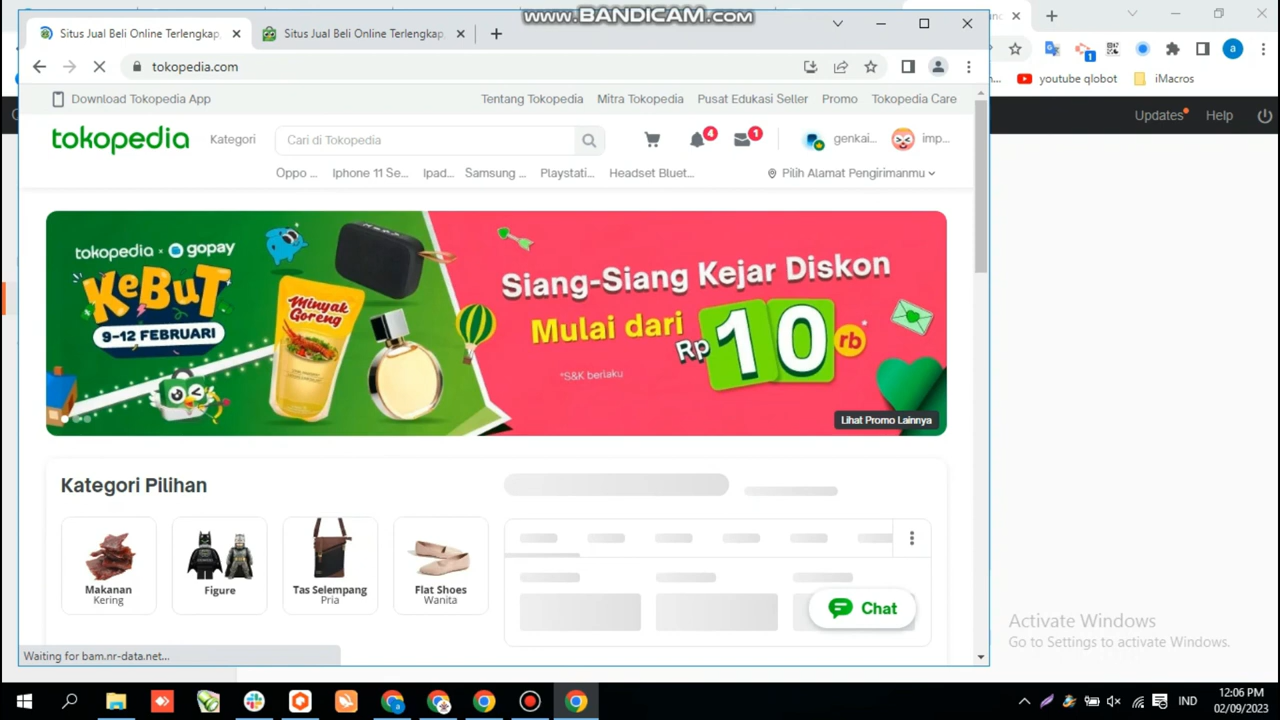 www.BANDICAM.com
Situs Jual Beli Online Terlengkap,
Situs Jual Beli Online Terlengkap,
tokopedia.com
youtube qlobot
iMacros
1
a
Download Tokopedia App
Tentang Tokopedia
Mitra Tokopedia
Pusat Edukasi Seller
Promo
Tokopedia Care
Updates
Help
tokopedia
Kategori
Cari di Tokopedia
4
1
genkai...
imp...
Oppo ...
Iphone 11 Se...
Ipad...
Samsung ...
Playstati...
Headset Bluet...
Pilih Alamat Pengirimanmu
tokopedia x gopay
KeBUT
9-12 FEBRUARI
Minyak
Goreng
Siang-Siang Kejar Diskon
Mulai dari
Rp 10 rb
*S&K berlaku
Lihat Promo Lainnya
Kategori Pilihan
Makanan
Kering
Figure
Tas Selempang
Pria
Flat Shoes
Wanita
Chat
Activate Windows
Go to Settings to activate Windows.
Waiting for bam.nr-data.net...
IND
12:06 PM
02/09/2023